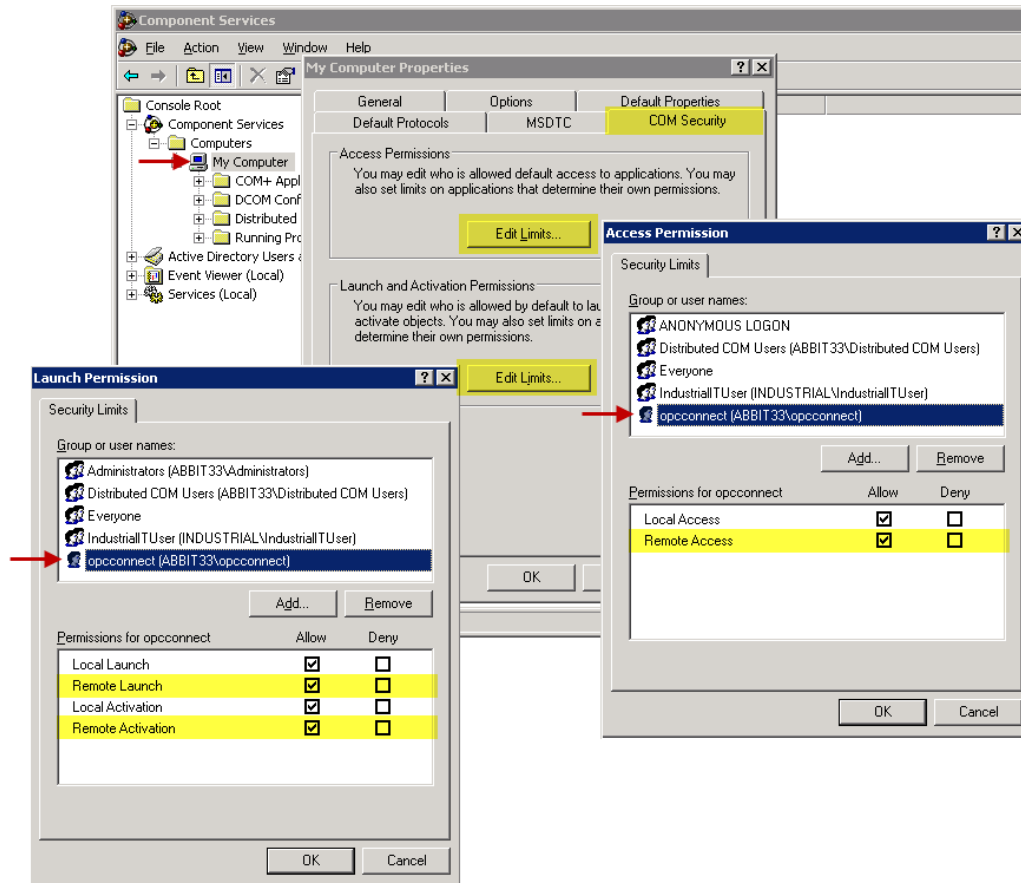 Component Services
File Action View Window Help
Console Root
Component Services
Computers
My Computer
COM+ Appl
DCOM Conf
Distributed
Running Pro
Active Directory Users a
Event Viewer (Local)
Services (Local)
My Computer Properties
General Options Default Properties
Default Protocols MSDTC COM Security
Access Permissions
You may edit who is allowed default access to applications. You may
also set limits on applications that determine their own permissions.
Edit Limits...
Launch and Activation Permissions
You may edit who is allowed by default to lau
activate objects. You may also set limits on a
determine their own permissions.
Edit Limits...
OK
Access Permission
Security Limits
Group or user names:
ANONYMOUS LOGON
Distributed COM Users (ABBIT33\Distributed COM Users)
Everyone
IndustrialITUser (INDUSTRIAL\IndustrialITUser)
opcconnect (ABBIT33\opcconnect)
Add... Remove
Permissions for opcconnect Allow Deny
Local Access
Remote Access
OK Cancel
Launch Permission
Security Limits
Group or user names:
Administrators (ABBIT33\Administrators)
Distributed COM Users (ABBIT33\Distributed COM Users)
Everyone
IndustrialITUser (INDUSTRIAL\IndustrialITUser)
opcconnect (ABBIT33\opcconnect)
Add... Remove
Permissions for opcconnect Allow Deny
Local Launch
Remote Launch
Local Activation
Remote Activation
OK Cancel